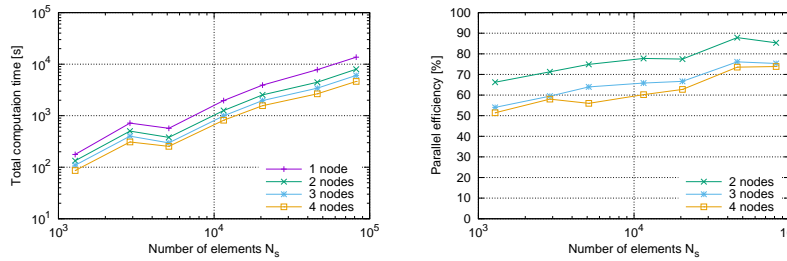 Total computaion time [s]
10^5
10^4
10^3
10^2
10^1
1 node
2 nodes
3 nodes
4 nodes
10^3
10^4
10^5
Number of elements N_s
Parallel efficiency [%]
100
90
80
70
60
50
40
30
20
10
0
2 nodes
3 nodes
4 nodes
10^3
10^4
Number of elements N_s